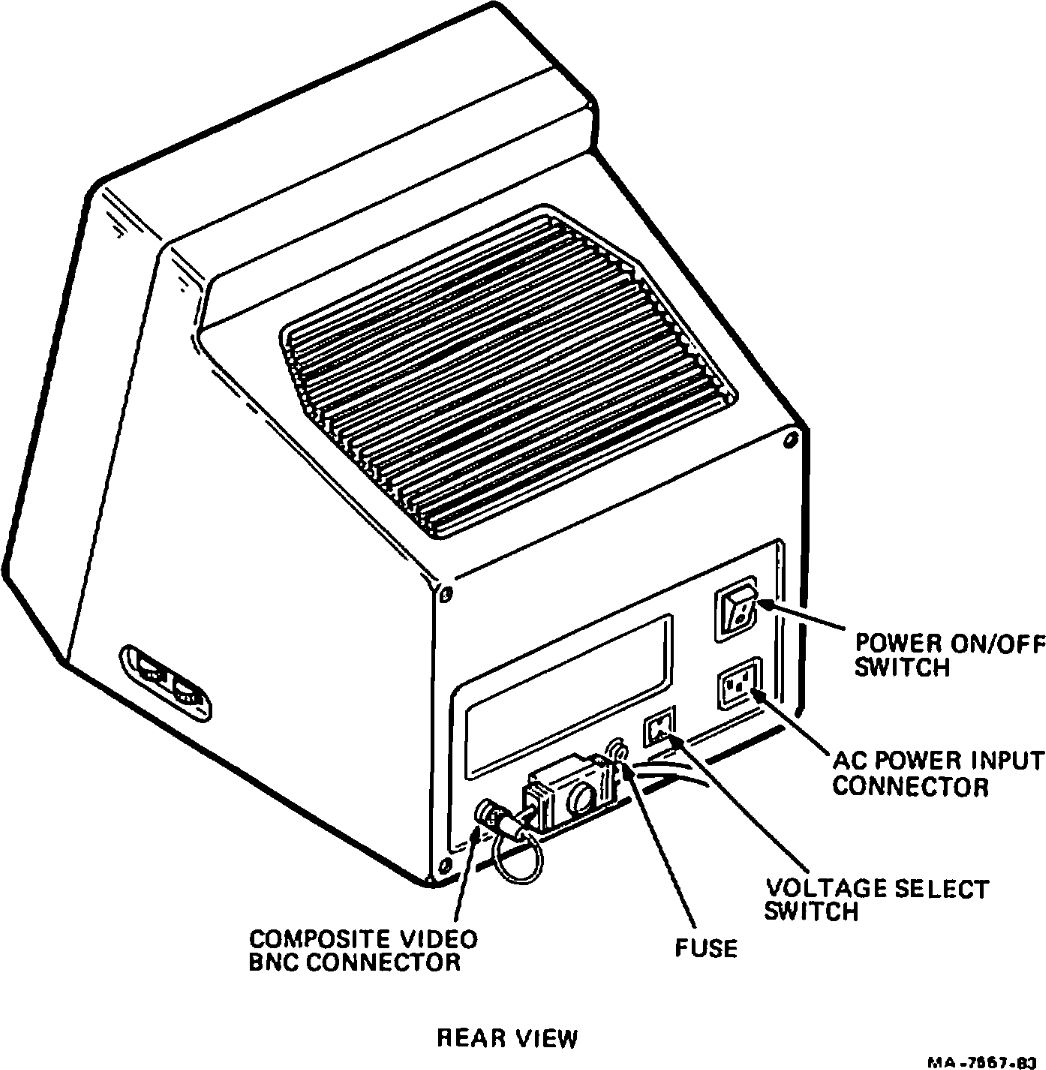 POWER ON/OFF
SWITCH
AC POWER INPUT
CONNECTOR
VOLTAGE SELECT
SWITCH
FUSE
COMPOSITE VIDEO
BNC CONNECTOR
REAR VIEW
MA-7667-83